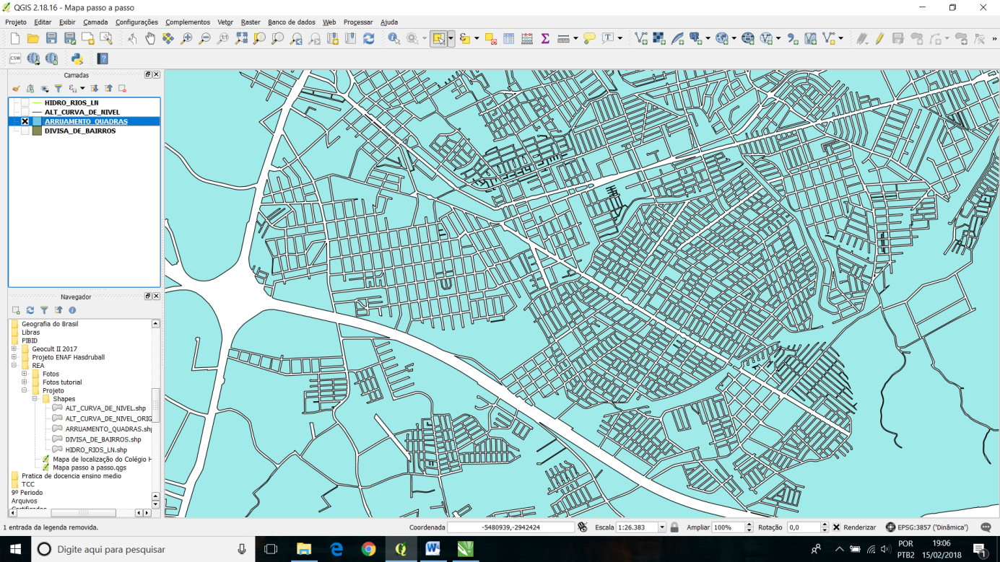 QGIS 2.18.16 - Mapa passo a passo
Projeto Editar Exibir Camada Configurações Complementos Vetor Raster Banco de dados Web Processar Ajuda
CSW
Camadas
HIDRO_RIOS_LN
ALT_CURVA_DE_NIVEL
ARRUAMENTO_QUADRAS
DIVISA_DE_BAIRROS
Navegador
Geografia do Brasil
Libras
PIBID
Geocult II 2017
Projeto ENAF Hasdruball
REA
Fotos
Fotos tutorial
Projeto
Shapes
ALT_CURVA_DE_NIVEL.shp
ALT_CURVA_DE_NIVEL_ORIG
ARRUAMENTO_QUADRAS.shp
DIVISA_DE_BAIRROS.shp
HIDRO_RIOS_LN.shp
Mapa de localização do Colégio H
Mapa passo a passo.qgs
Pratica de docencia ensino medio
TCC
9º Periodo
Arquivos
Certificados
1 entrada da legenda removida. Coordenada -5480939,-2942424 Escala 1:26.383 Ampliar 100% Rotação 0,0 Renderizar EPSG:3857 ('Dinâmica')
Digite aqui para pesquisar
POR 19:06
PTB2 15/02/2018 1